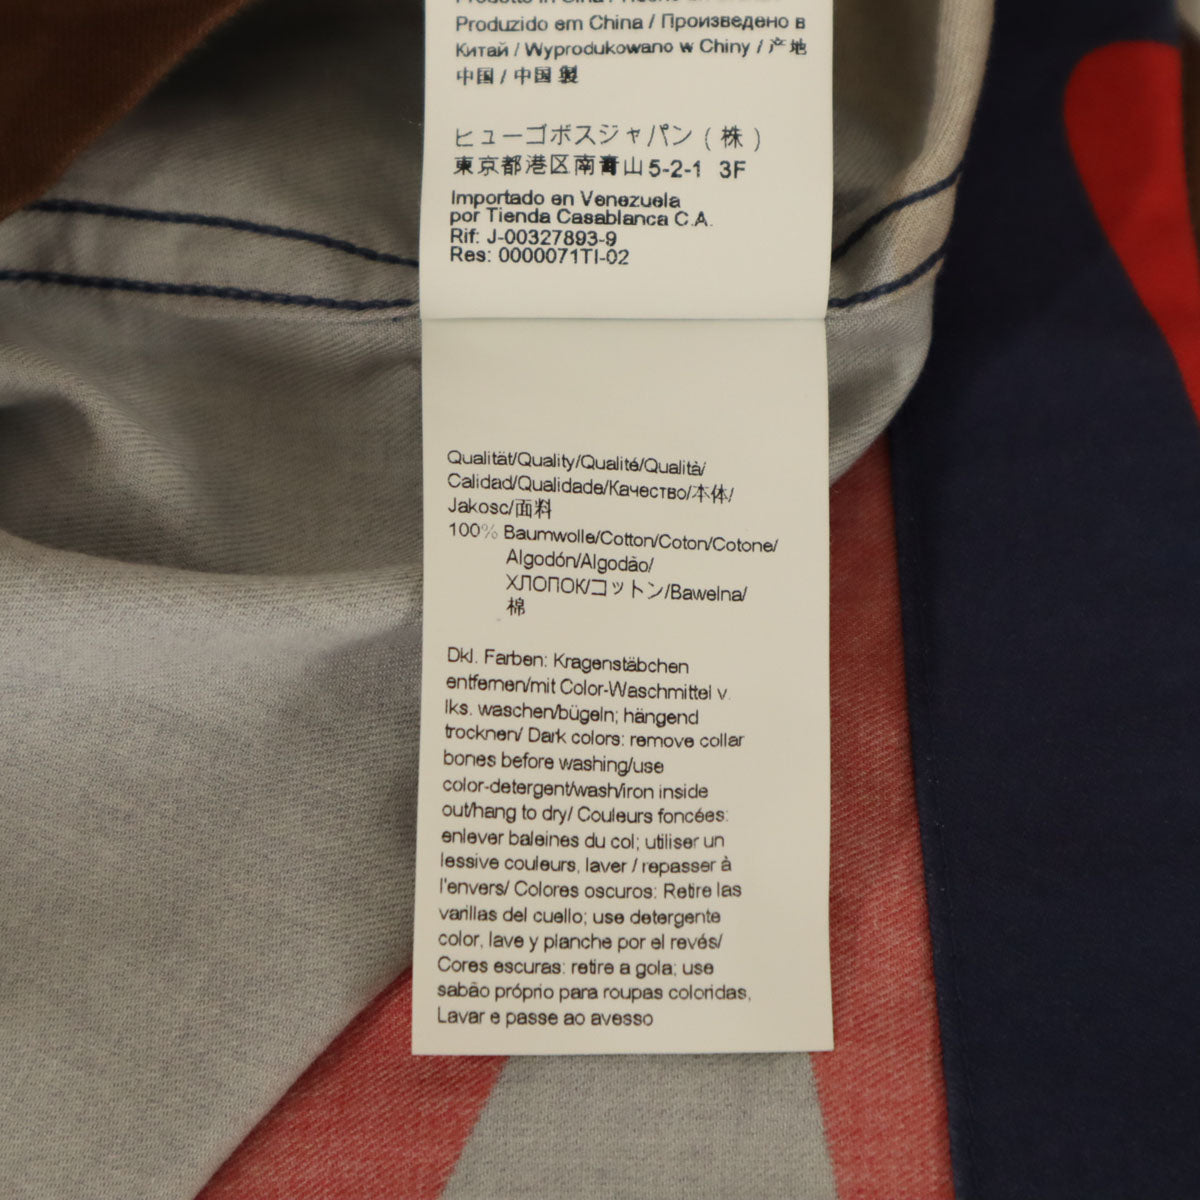 Produzido em China / Произведено в
Китай / Wyprodukowano w Chiny / 产地
中国 / 中国 製
ヒューゴボスジャパン ( 株 )
東京都港区南青山5-2-1 3F
Importado en Venezuela
por Tienda Casablanca C.A.
Rif: J-00327893-9
Res: 0000071TI-02
Qualität/Quality/Qualité/Qualità/
Calidad/Qualidade/Качество/本体/
Jakosc/面料
100% Baumwolle/Cotton/Coton/Cotone/
Algodón/Algodão/
ХЛОПОК/コットン/Bawelna/
棉
Dkl. Farben: Kragenstäbchen
entfernen/mit Color-Waschmittel v.
lks. waschen/bügeln; hängend
trocknen/ Dark colors: remove collar
bones before washing/use
color-detergent/wash/iron inside
out/hang to dry/ Couleurs foncées:
enlever baleines du col; utiliser un
lessive couleurs, laver / repasser à
l'envers/ Colores oscuros: Retire las
varillas del cuello; use detergente
color, lave y planche por el revés/
Cores escuras: retire a gola; use
sabão próprio para roupas coloridas,
Lavar e passe ao avesso